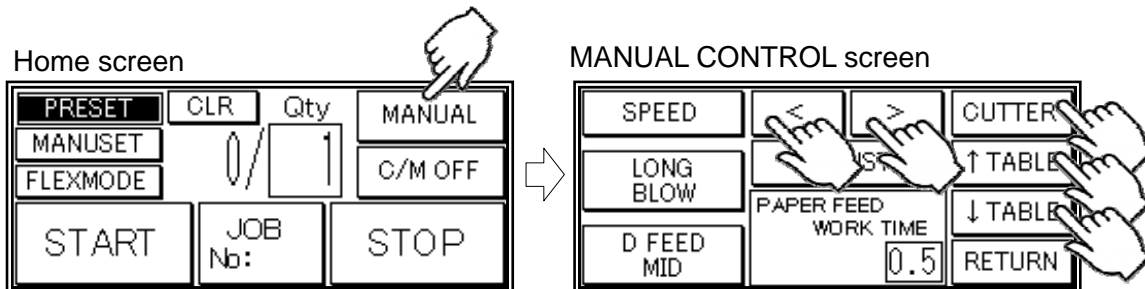 Home screen
PRESET
CLR
Qty
MANUAL
MANUSET
0/
1
C/M OFF
FLEXMODE
START
JOB
No:
STOP
MANUAL CONTROL screen
SPEED
<
>
CUTTER
LONG
BLOW
↑ TABLE
PAPER FEED
WORK TIME
0.5
↓ TABLE
D FEED
MID
RETURN